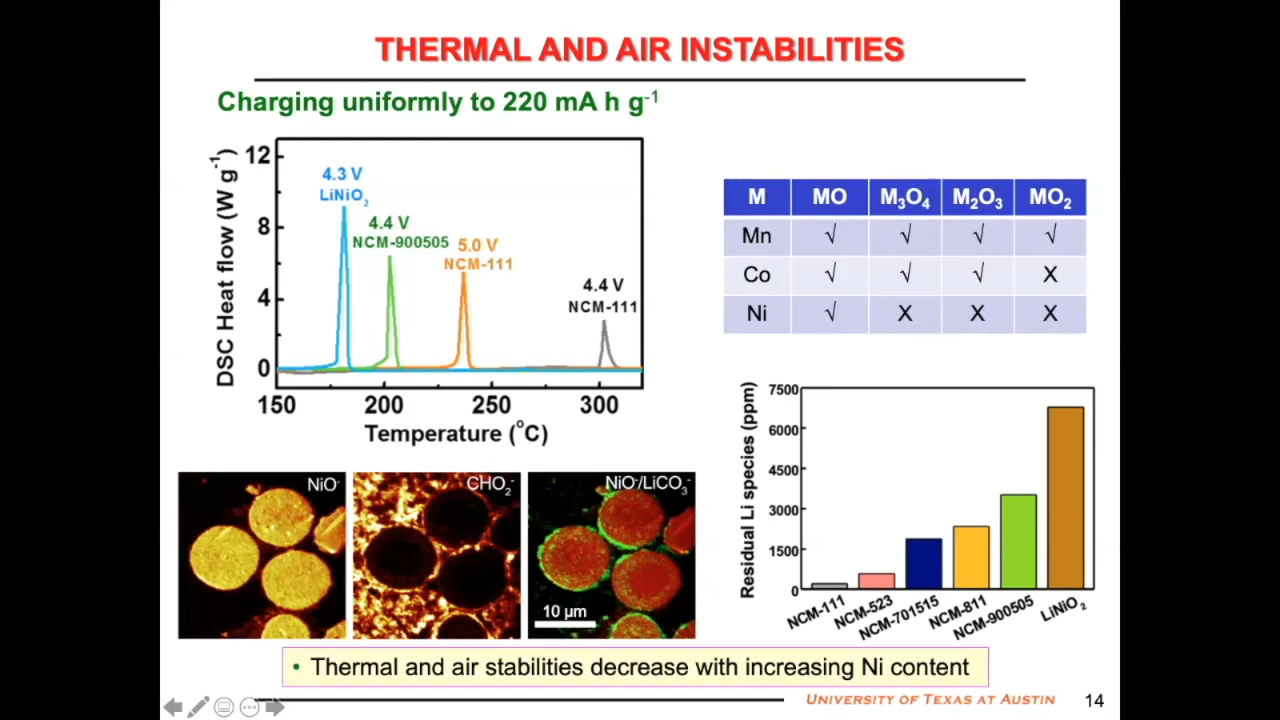 THERMAL AND AIR INSTABILITIES
Charging uniformly to 220 mA h g⁻¹
DSC Heat flow (W g⁻¹)
12
8
4
0
4.3 V
LiNiO₂
4.4 V
NCM-900505
5.0 V
NCM-111
4.4 V
NCM-111
150 200 250 300
Temperature (°C)
M MO M₃O₄ M₂O₃ MO₂
Mn √ √ √ √
Co √ √ √ X
Ni √ X X X
Residual Li species (ppm)
7500
6000
4500
3000
1500
0
NCM-111 NCM-523 NCM-701515 NCM-811 NCM-900505 LiNiO₂
NiO⁻
CHO₂⁻
NiO⁻/LiCO₃⁻
10 µm
• Thermal and air stabilities decrease with increasing Ni content
UNIVERSITY OF TEXAS AT AUSTIN
14